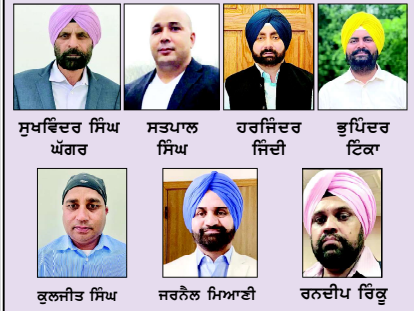 ਸੁਖਵਿੰਦਰ ਸਿੰਘ ਘੱਗਰ
ਸਤਪਾਲ ਸਿੰਘ
ਹਰਜਿੰਦਰ ਜਿੰਦੀ
ਭੁਪਿੰਦਰ ਟਿਕਾ
ਕੁਲਜੀਤ ਸਿੰਘ
ਜਰਨੈਲ ਮਿਆਣੀ
ਰਨਦੀਪ ਰਿੰਕੂ